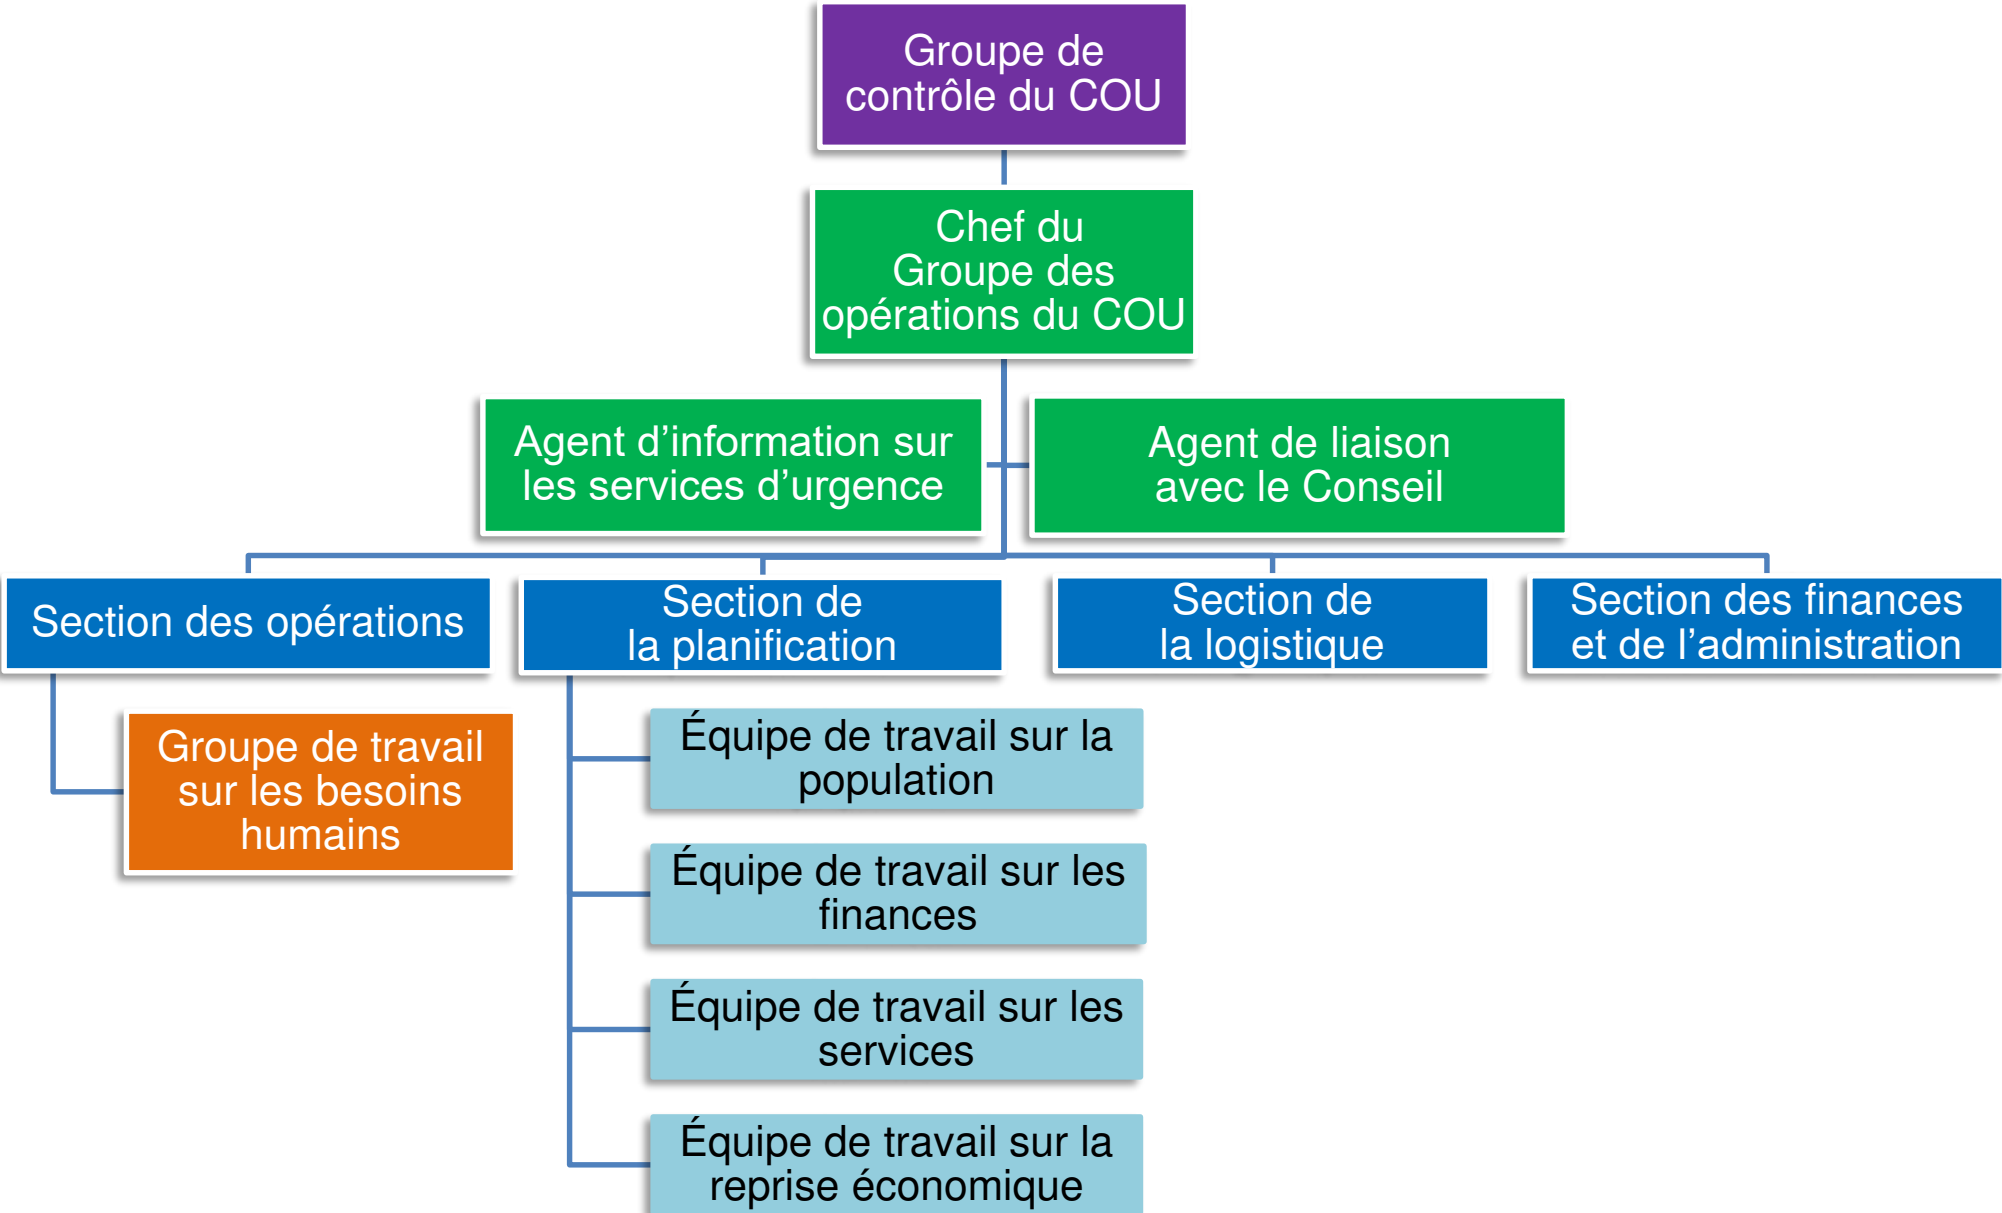 Groupe de
contrôle du COU
Chef du
Groupe des
opérations du COU
Agent d’information sur
les services d’urgence
Agent de liaison
avec le Conseil
Section des opérations
Section de
la planification
Section de
la logistique
Section des finances
et de l’administration
Groupe de travail
sur les besoins
humains
Équipe de travail sur la
population
Équipe de travail sur les
finances
Équipe de travail sur les
services
Équipe de travail sur la
reprise économique